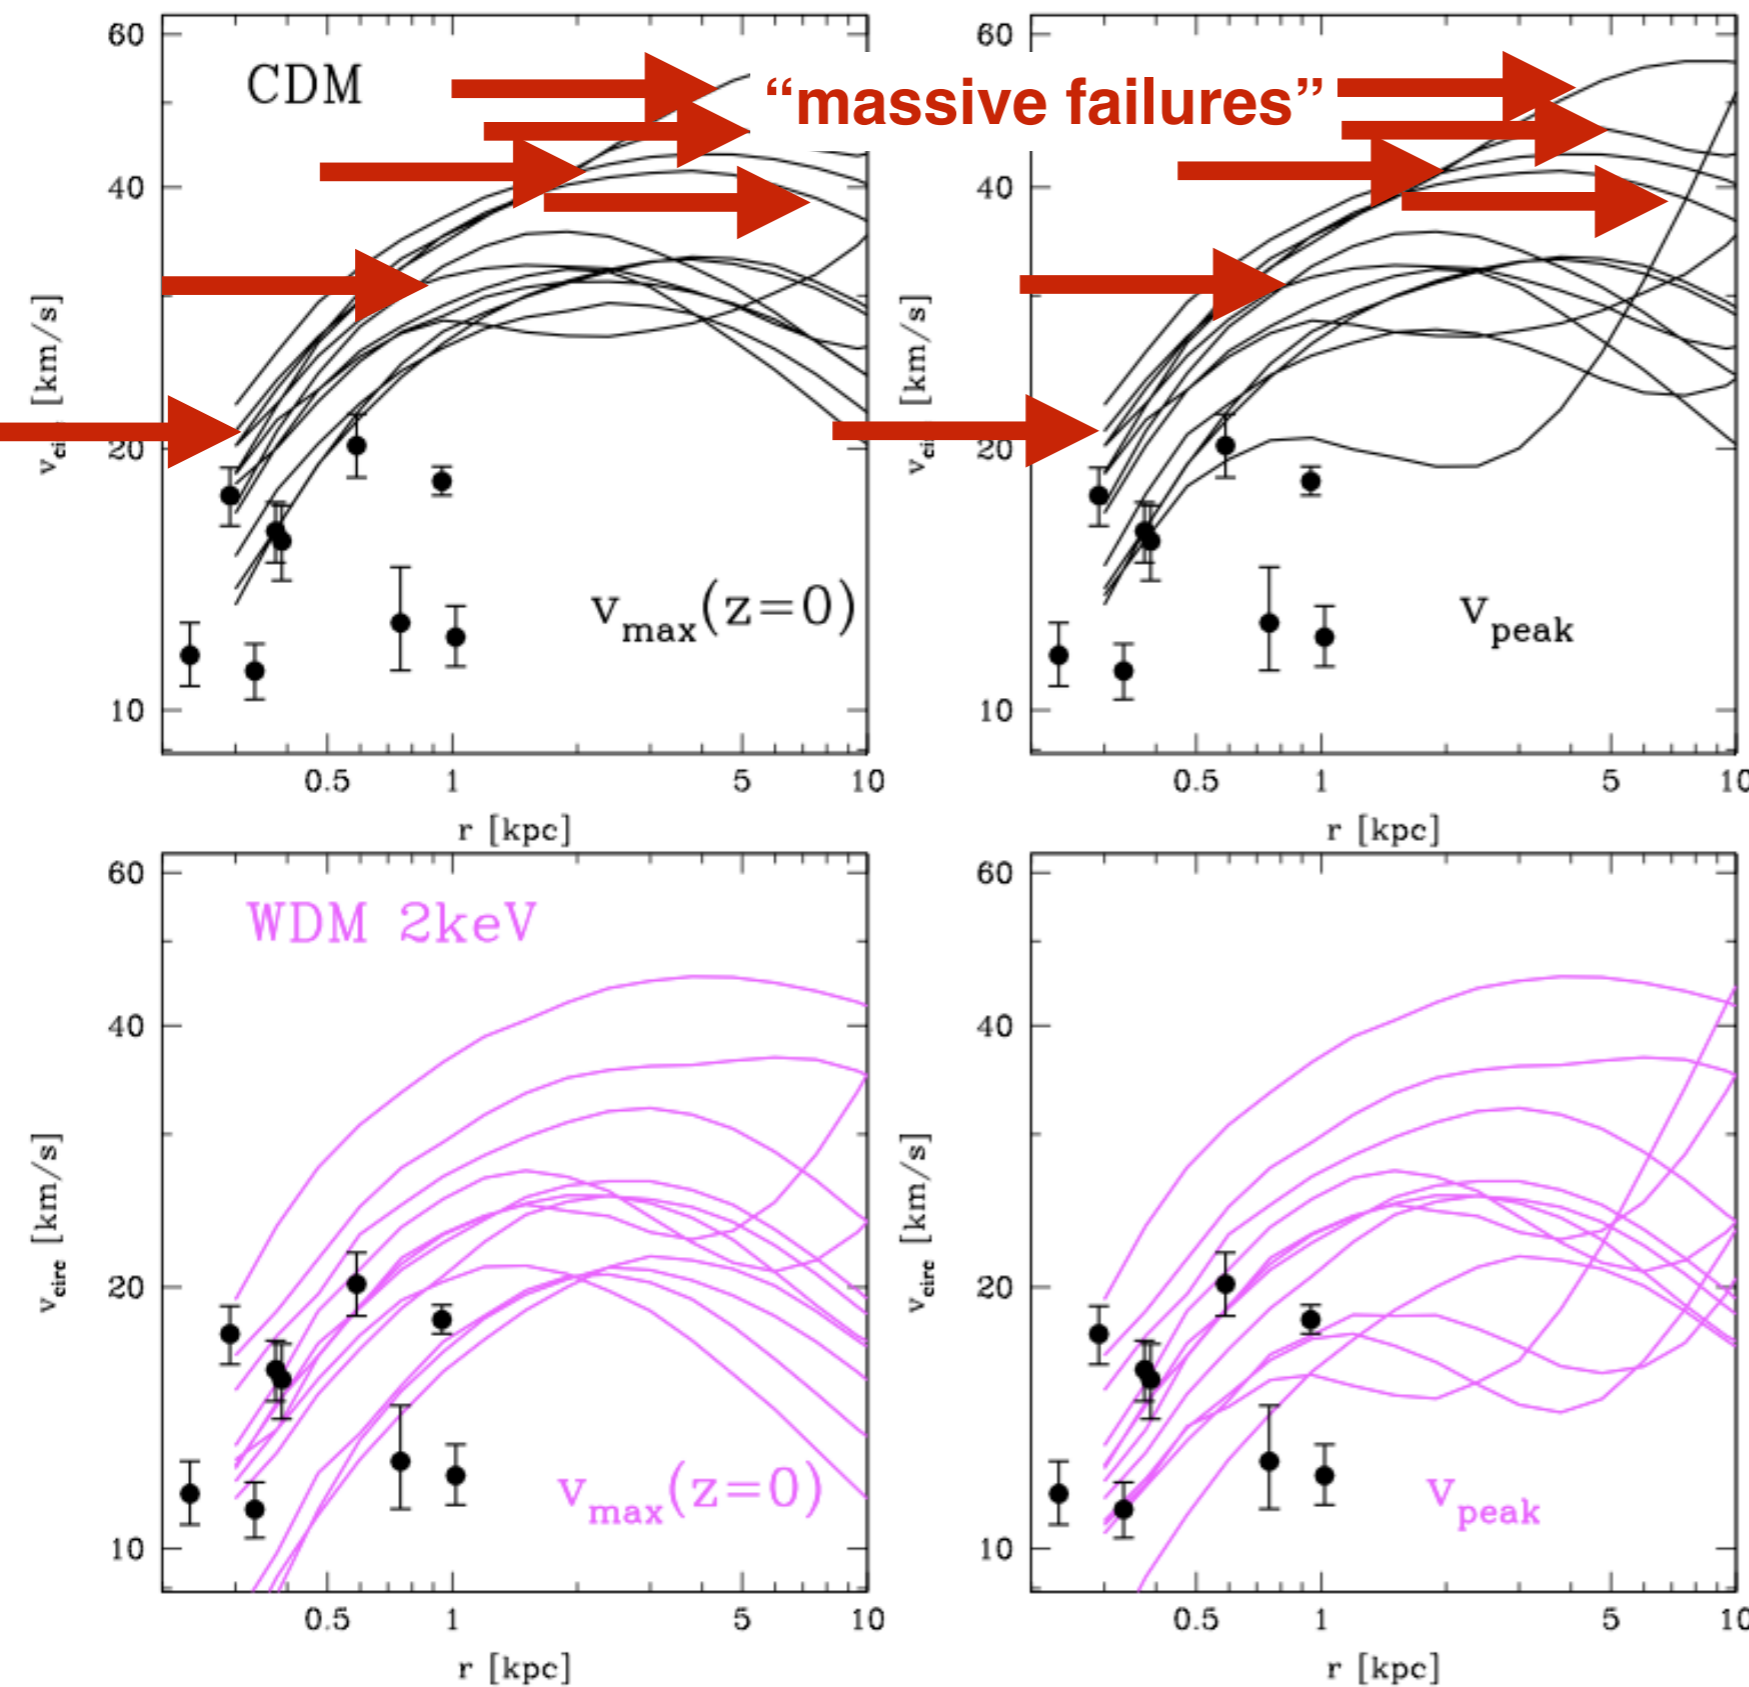 60
CDM
40
20
10
v_circ [km/s]
v_max(z=0)
0.5 1 5 10
r [kpc]
“massive failures”
60
40
20
10
[km/s]
v_peak
0.5 1 5 10
r [kpc]
60
WDM 2keV
40
20
10
v_circ [km/s]
v_max(z=0)
0.5 1 5 10
r [kpc]
60
40
20
10
v_circ [km/s]
v_peak
0.5 1 5 10
r [kpc]